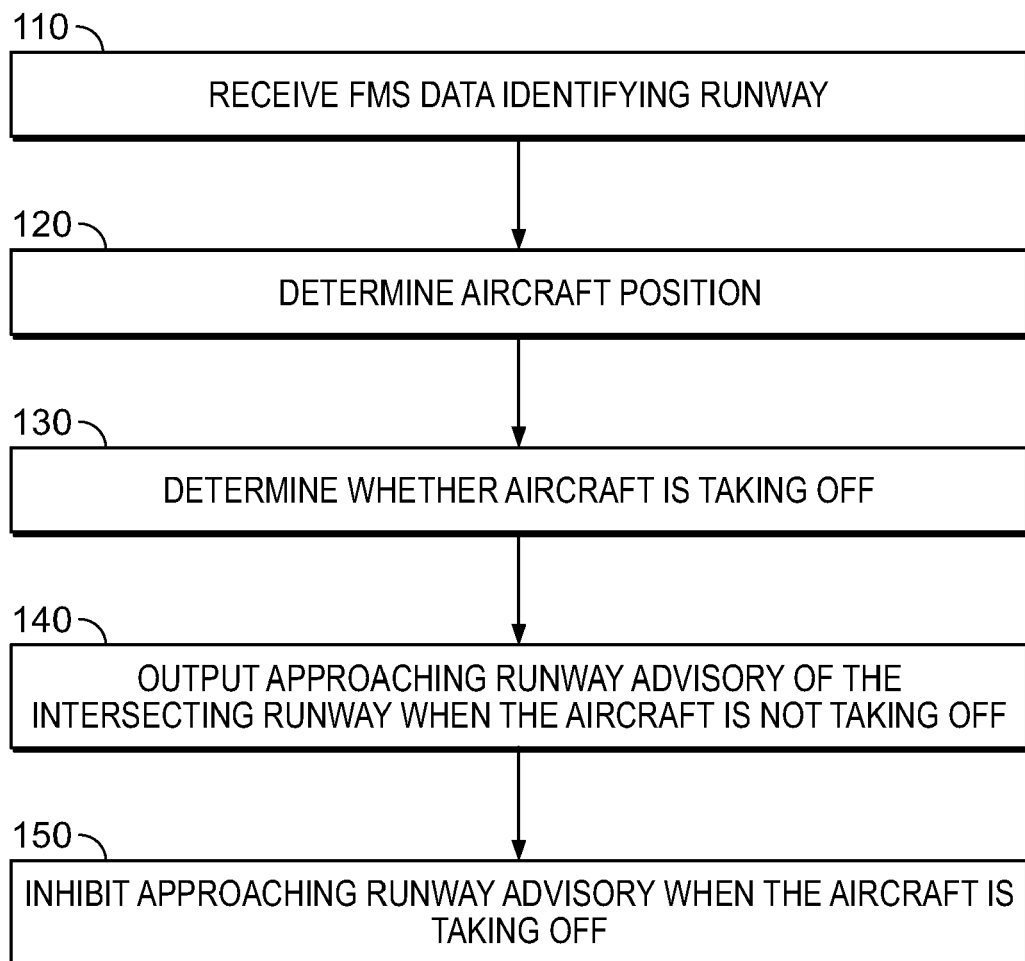 110
RECEIVE FMS DATA IDENTIFYING RUNWAY
120
DETERMINE AIRCRAFT POSITION
130
DETERMINE WHETHER AIRCRAFT IS TAKING OFF
140
OUTPUT APPROACHING RUNWAY ADVISORY OF THE
INTERSECTING RUNWAY WHEN THE AIRCRAFT IS NOT TAKING OFF
150
INHIBIT APPROACHING RUNWAY ADVISORY WHEN THE AIRCRAFT IS
TAKING OFF